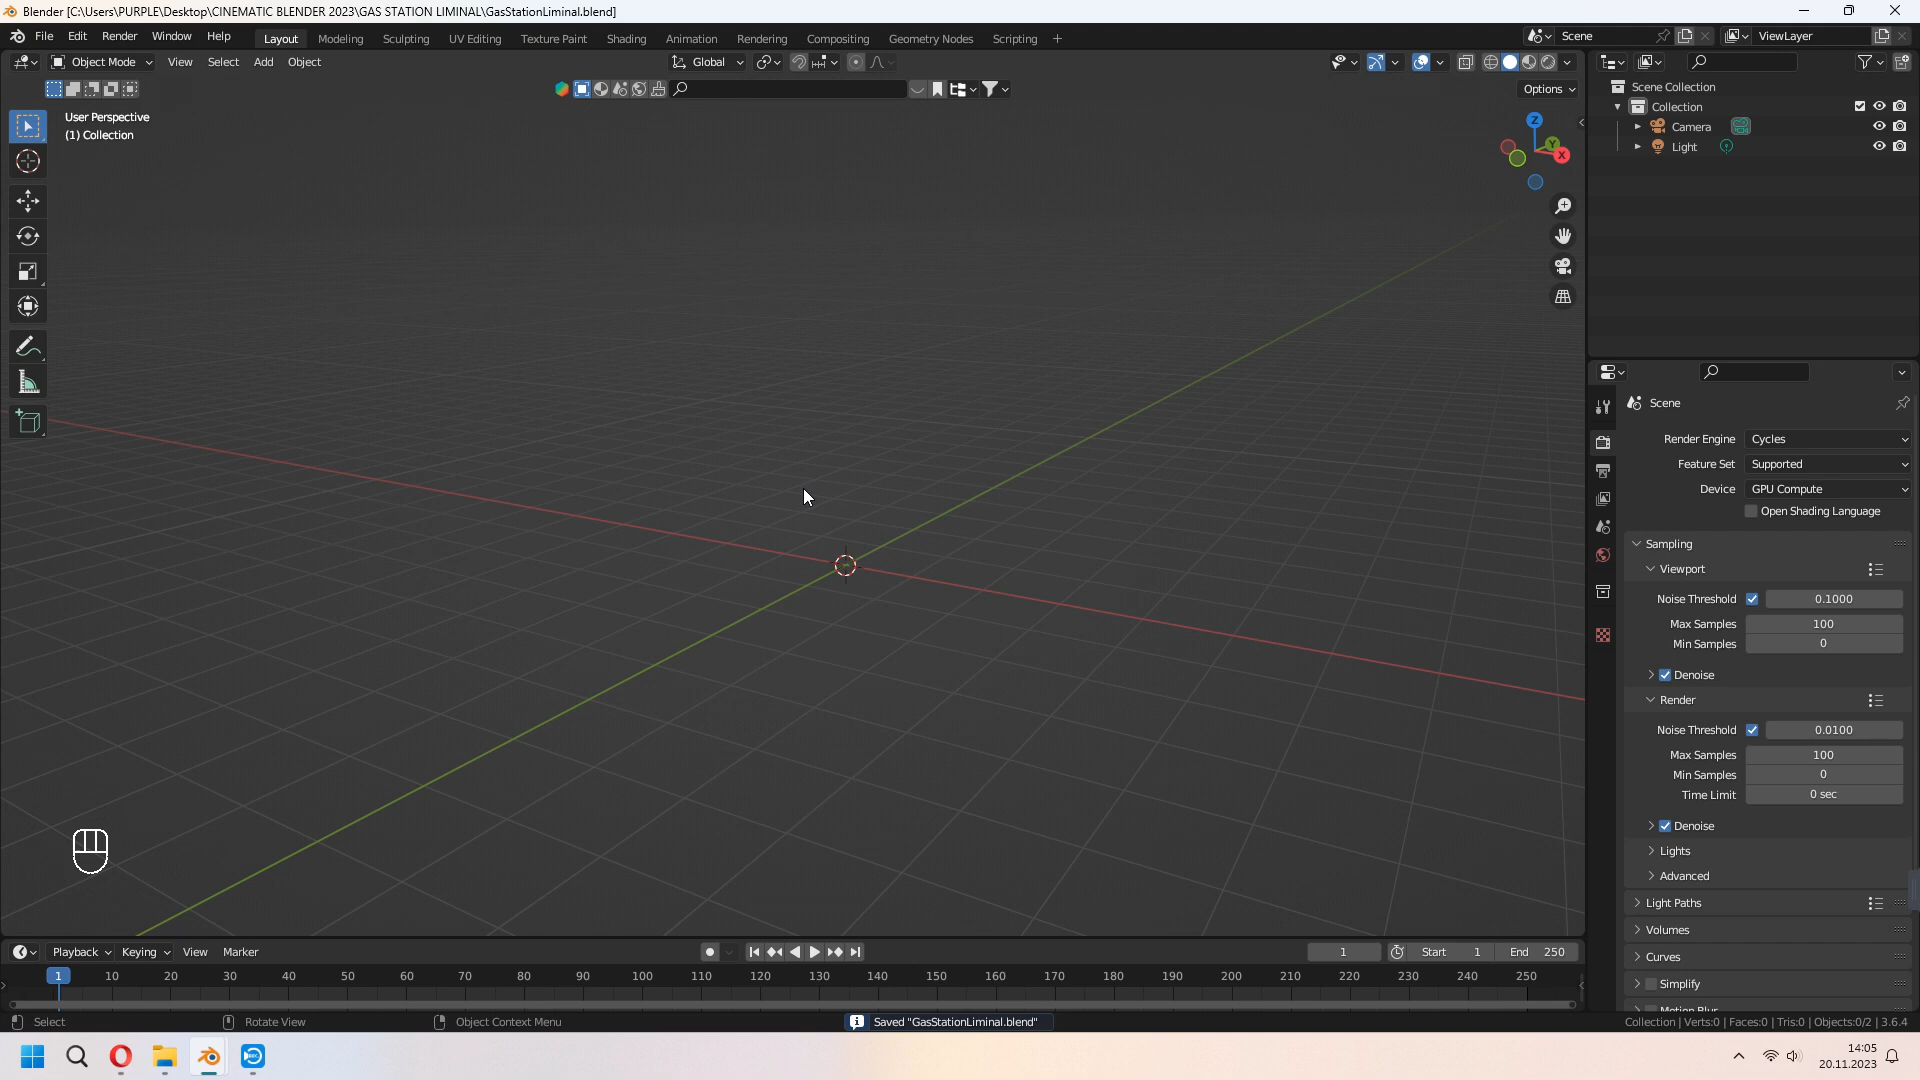 Blender [C:\Users\PURPLE\Desktop\CINEMATIC BLENDER 2023\GAS STATION LIMINAL\GasStationLiminal.blend]
File Edit Render Window Help Layout Modeling Sculpting UV Editing Texture Paint Shading Animation Rendering Compositing Geometry Nodes Scripting + Scene ViewLayer
Object Mode View Select Add Object Global
Options
User Perspective
(1) Collection
Z
Y
X
Scene Collection
Collection
Camera
Light
Scene
Render Engine Cycles
Feature Set Supported
Device GPU Compute
Open Shading Language
Sampling
Viewport
Noise Threshold 0.1000
Max Samples 100
Min Samples 0
Denoise
Render
Noise Threshold 0.0100
Max Samples 100
Min Samples 0
Time Limit 0 sec
Denoise
Lights
Advanced
Light Paths
Volumes
Curves
Simplify
Motion Blur
Playback Keying View Marker 1 Start 1 End 250
1 10 20 30 40 50 60 70 80 90 100 110 120 130 140 150 160 170 180 190 200 210 220 230 240 250
Select Rotate View Object Context Menu Saved "GasStationLiminal.blend" Collection | Verts:0 | Faces:0 | Tris:0 | Objects:0/2 | 3.6.4
14:05
20.11.2023